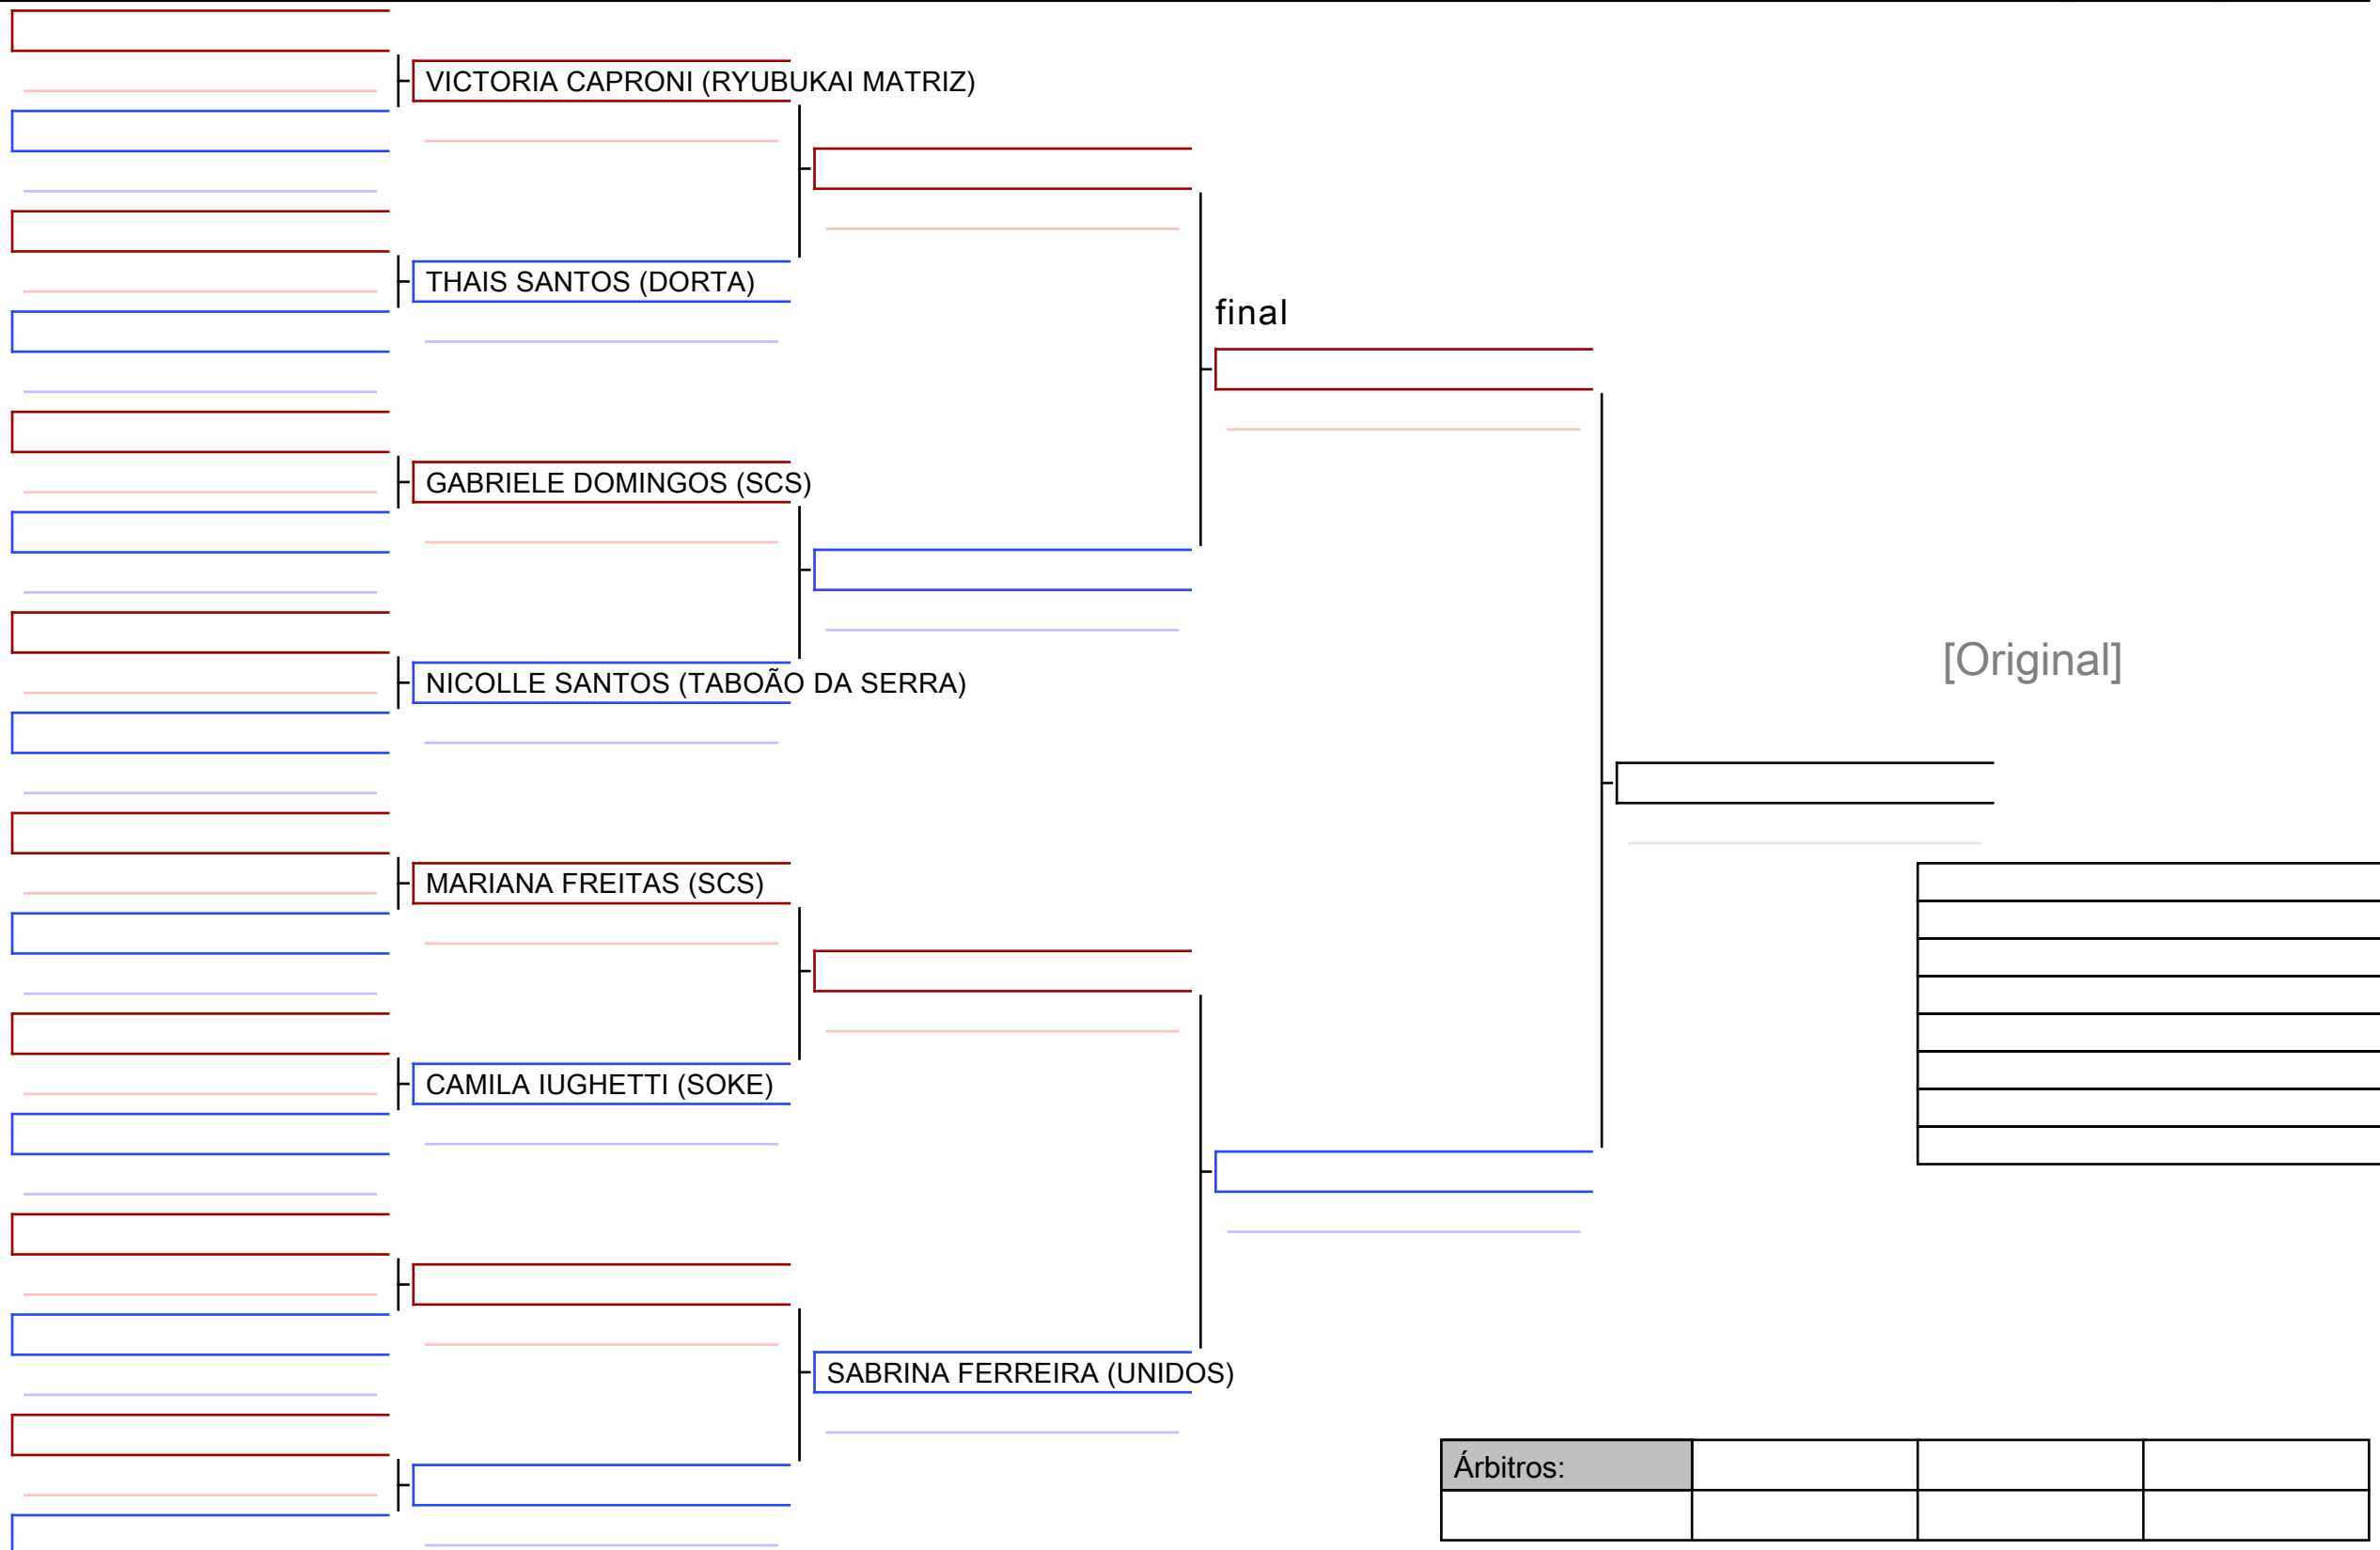 VICTORIA CAPRONI (RYUBUKAI MATRIZ)
THAIS SANTOS (DORTA)
final
GABRIELE DOMINGOS (SCS)
[Original]
NICOLLE SANTOS (TABOÃO DA SERRA)
MARIANA FREITAS (SCS)
CAMILA IUGHETTI (SOKE)
SABRINA FERREIRA (UNIDOS)
Árbitros: